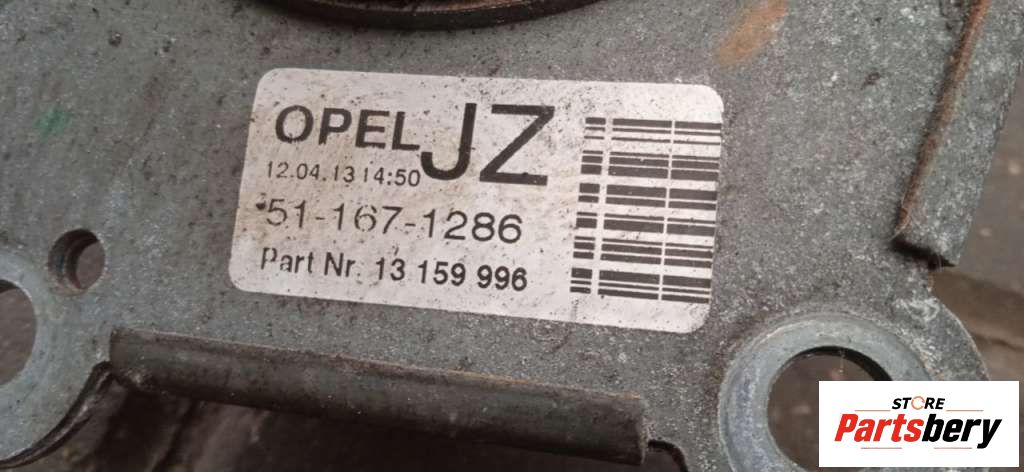 OPEL JZ
12.04.13 14:50
51-167-1286
Part Nr. 13 159 996
STORE
Partsbery